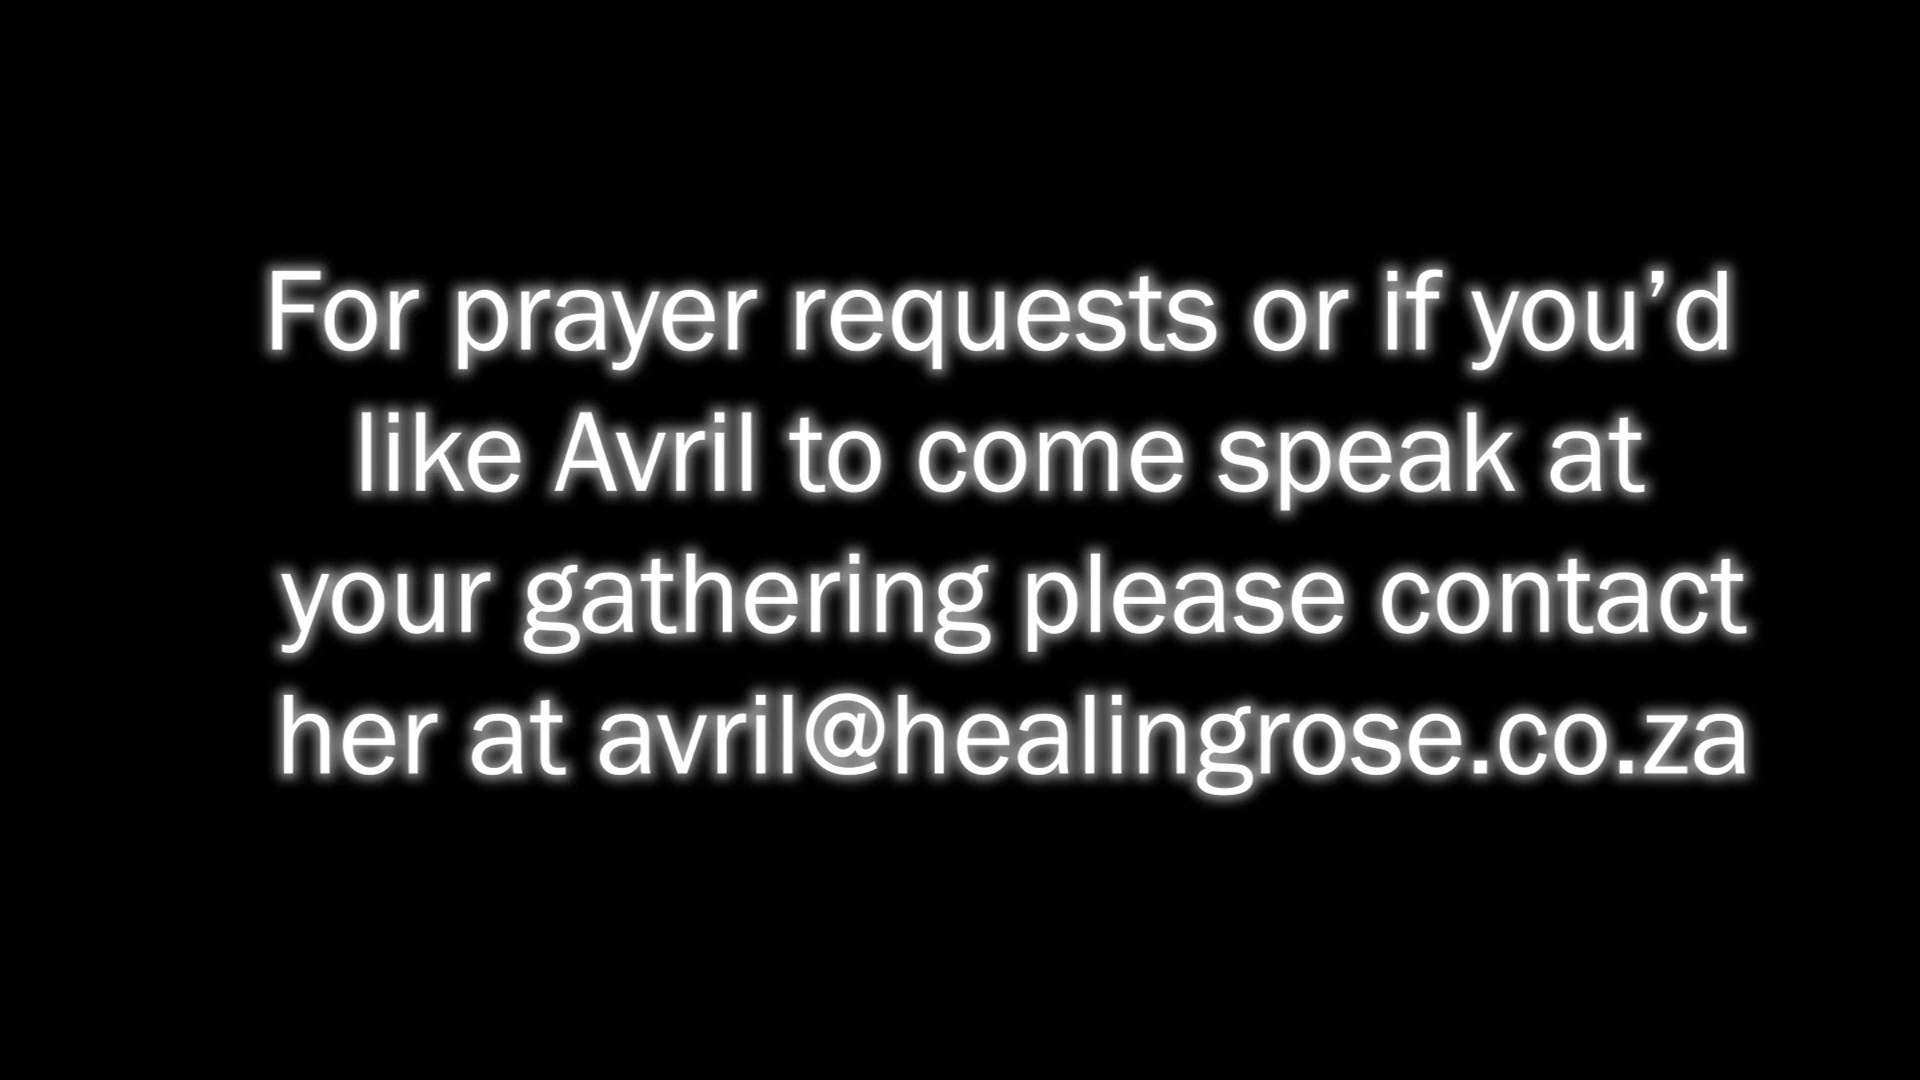 For prayer requests or if you’d
like Avril to come speak at
your gathering please contact
her at avril@healingrose.co.za